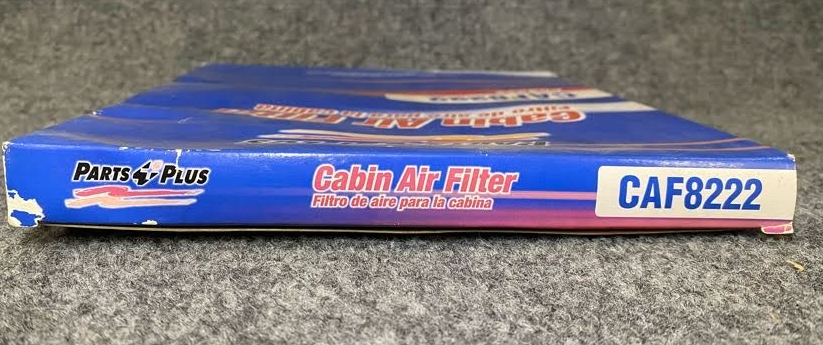 PARTS PLUS
Cabin Air Filter
Filtro de aire para la cabina
CAF8222